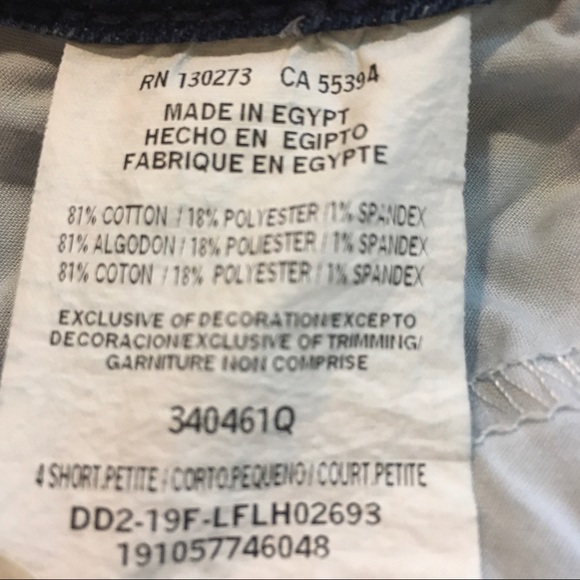 RN 130273 CA 55394
MADE IN EGYPT
HECHO EN EGIPTO
FABRIQUE EN EGYPTE
81% COTTON / 18% POLYESTER / 1% SPANDEX
81% ALGODON / 18% POLIESTER / 1% SPANDEX
81% COTON / 18% POLYESTER / 1% SPANDEX
EXCLUSIVE OF DECORATION/EXCEPTO
DECORACION/EXCLUSIVE OF TRIMMING/
GARNITURE NON COMPRISE
340461Q
4 SHORT.PETITE / CORTO.PEQUENO / COURT.PETITE
DD2-19F-LFLH02693
191057746048